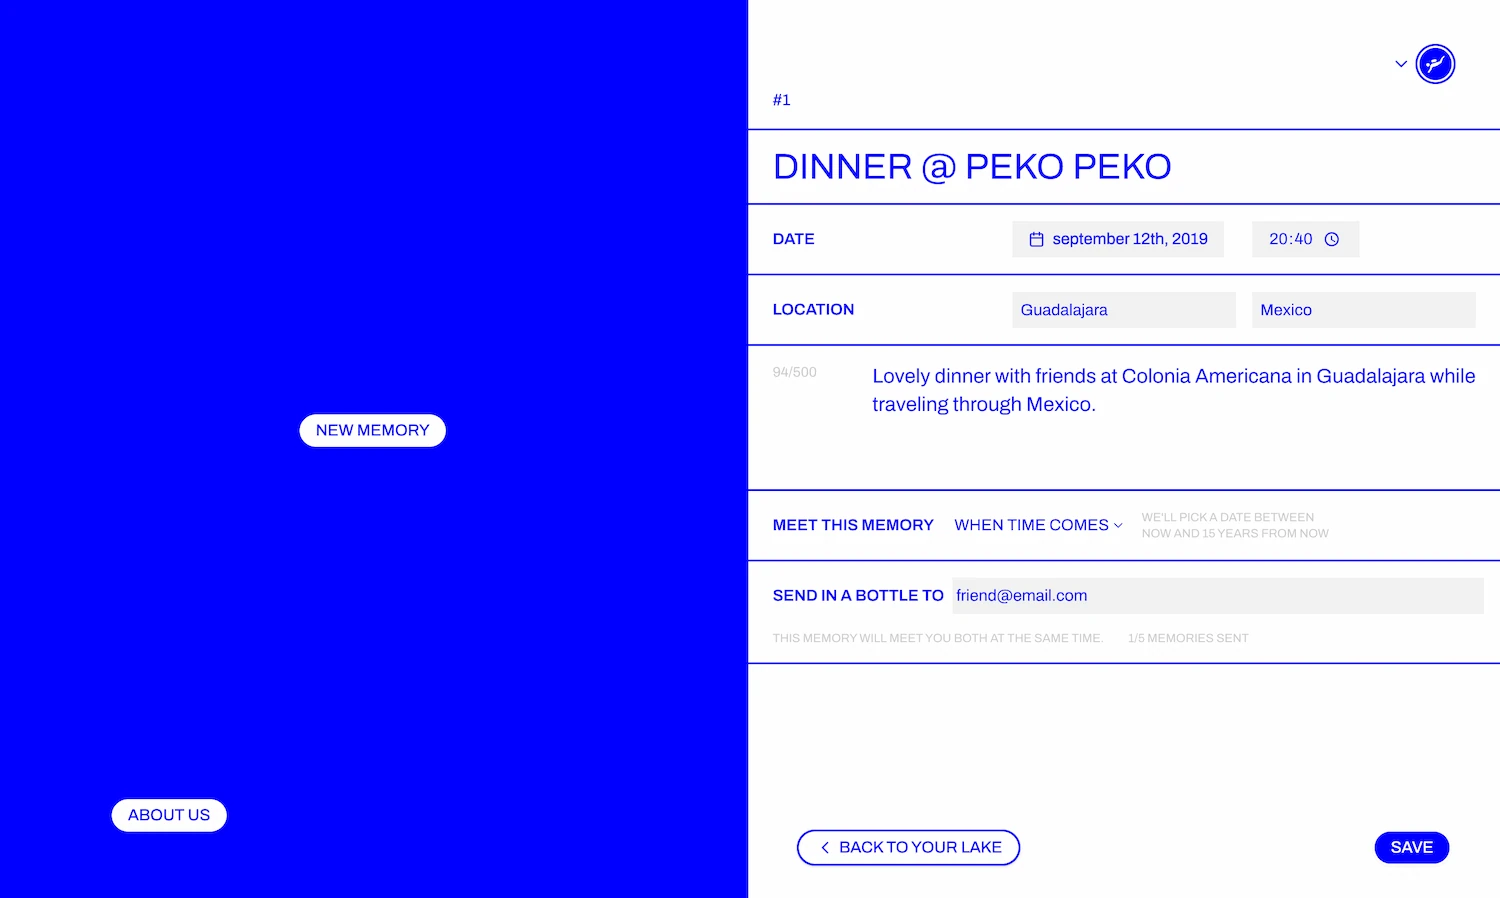 NEW MEMORY
ABOUT US
#1
DINNER @ PEKO PEKO
DATE
september 12th, 2019
20:40
LOCATION
Guadalajara
Mexico
94/500
Lovely dinner with friends at Colonia Americana in Guadalajara while
traveling through Mexico.
MEET THIS MEMORY
WHEN TIME COMES
WE'LL PICK A DATE BETWEEN
NOW AND 15 YEARS FROM NOW
SEND IN A BOTTLE TO
friend@email.com
THIS MEMORY WILL MEET YOU BOTH AT THE SAME TIME.
1/5 MEMORIES SENT
BACK TO YOUR LAKE
SAVE